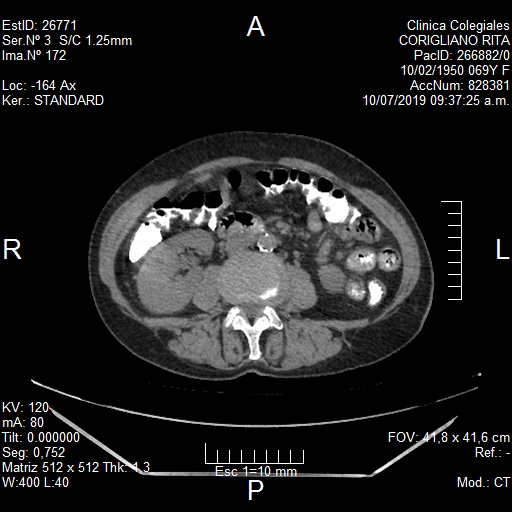 EstID: 26771
Ser.Nº 3 S/C 1.25mm
Ima.Nº 172
Loc: -164 Ax
Ker.: STANDARD
A
Clinica Colegiales
CORIGLIANO RITA
PacID: 266882/0
10/02/1950 069Y F
AccNum: 828381
10/07/2019 09:37:25 a.m.
R
L
KV: 120
mA: 80
Tilt: 0.000000
Seg: 0,752
Matriz 512 x 512 Thk: 1.3
W:400 L:40
Esc 1=10 mm
P
FOV: 41,8 x 41,6 cm
Ref.: -
Mod.: CT